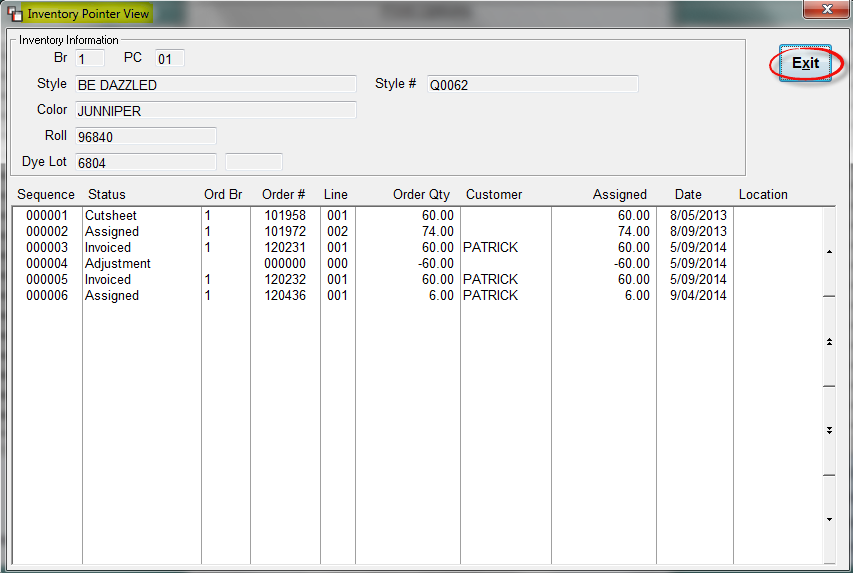 Inventory Pointer View
Inventory Information
Br 1 PC 01
Exit
Style BE DAZZLED Style # Q0062
Color JUNNIPER
Roll 96840
Dye Lot 6804
Sequence Status Ord Br Order # Line Order Qty Customer Assigned Date Location
000001 Cutsheet 1 101958 001 60.00 60.00 8/05/2013
000002 Assigned 1 101972 002 74.00 74.00 8/09/2013
000003 Invoiced 1 120231 001 60.00 PATRICK 60.00 5/09/2014
000004 Adjustment 000000 000 -60.00 -60.00 5/09/2014
000005 Invoiced 1 120232 001 60.00 PATRICK 60.00 5/09/2014
000006 Assigned 1 120436 001 6.00 PATRICK 6.00 9/04/2014